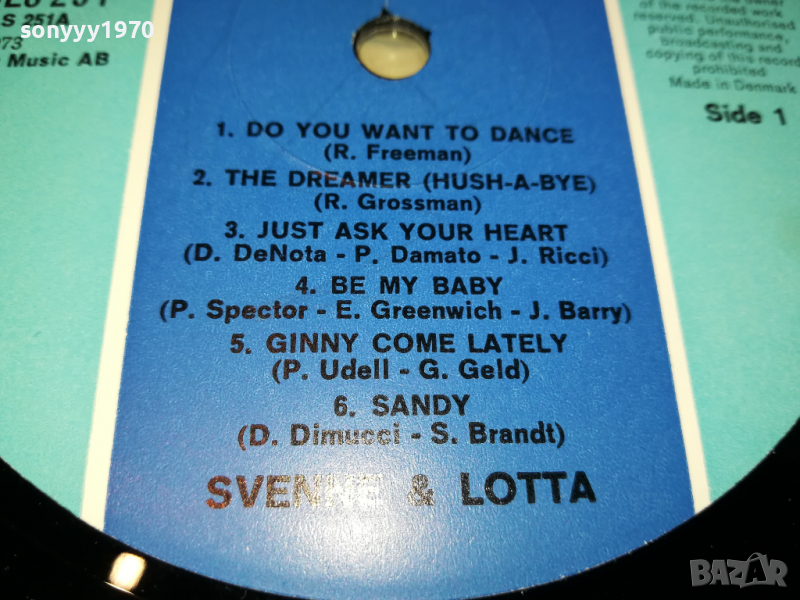 sonyyy1970
S 251A
73
Music AB
of the recorded work
reserved. Unauthorised
public performance,
broadcasting and
copying of this record
prohibited
Made in Denmark
Side 1
1. DO YOU WANT TO DANCE
(R. Freeman)
2. THE DREAMER (HUSH-A-BYE)
(R. Grossman)
3. JUST ASK YOUR HEART
(D. DeNota - P. Damato - J. Ricci)
4. BE MY BABY
(P. Spector - E. Greenwich - J. Barry)
5. GINNY COME LATELY
(P. Udell - G. Geld)
6. SANDY
(D. Dimucci - S. Brandt)
SVENNE & LOTTA
BAZAR